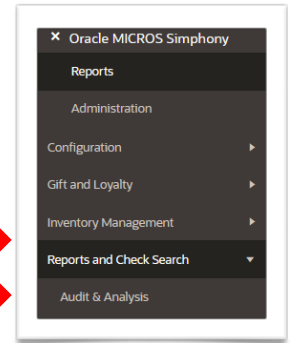 × Oracle MICROS Simphony
Reports
Administration
Configuration
Gift and Loyalty
Inventory Management
Reports and Check Search
Audit & Analysis